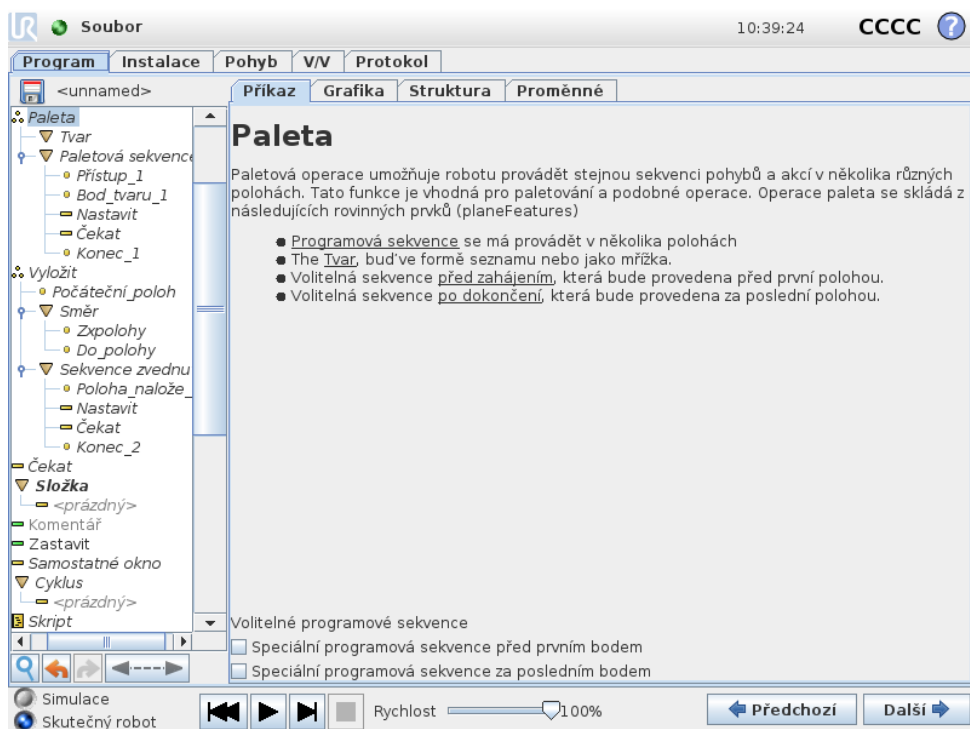 UR Soubor 10:39:24 CCCC ?
Program Instalace Pohyb V/V Protokol
<unnamed> Příkaz Grafika Struktura Proměnné
Paleta
Tvar
Paletová sekvence
Přístup_1
Bod_tvaru_1
Nastavit
Čekat
Konec_1
Vyložit
Počáteční_poloh
Směr
Zxpolohy
Do_polohy
Sekvence zvednu
Poloha_nalože_
Nastavit
Čekat
Konec_2
Čekat
Složka
<prázdný>
Komentář
Zastavit
Samostatné okno
Cyklus
<prázdný>
Skript
Paleta
Paletová operace umožňuje robotu provádět stejnou sekvenci pohybů a akcí v několika různých
polohách. Tato funkce je vhodná pro paletování a podobné operace. Operace paleta se skládá z
následujících rovinných prvků (planeFeatures)
Programová sekvence se má provádět v několika polohách
The Tvar, buď've formě seznamu nebo jako mřížka.
Volitelná sekvence před zahájením, která bude provedena před první polohou.
Volitelná sekvence po dokončení, která bude provedena za poslední polohou.
Volitelné programové sekvence
Speciální programová sekvence před prvním bodem
Speciální programová sekvence za posledním bodem
Simulace
Skutečný robot
Rychlost 100%
Předchozí Další